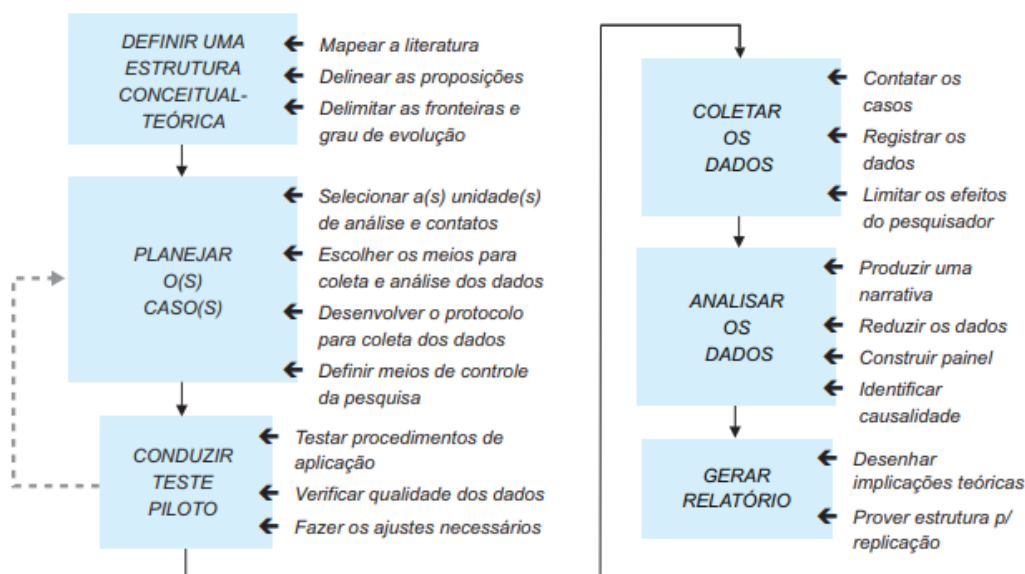 DEFINIR UMA
ESTRUTURA
CONCEITUAL-
TEÓRICA
Mapear a literatura
Delinear as proposições
Delimitar as fronteiras e
grau de evolução
PLANEJAR
O(S)
CASO(S)
Selecionar a(s) unidade(s)
de análise e contatos
Escolher os meios para
coleta e análise dos dados
Desenvolver o protocolo
para coleta dos dados
Definir meios de controle
da pesquisa
CONDUZIR
TESTE
PILOTO
Testar procedimentos de
aplicação
Verificar qualidade dos dados
Fazer os ajustes necessários
COLETAR
OS
DADOS
Contatar os
casos
Registrar os
dados
Limitar os efeitos
do pesquisador
ANALISAR
OS
DADOS
Produzir uma
narrativa
Reduzir os dados
Construir painel
Identificar
causalidade
GERAR
RELATÓRIO
Desenhar
implicações teóricas
Prover estrutura p/
replicação